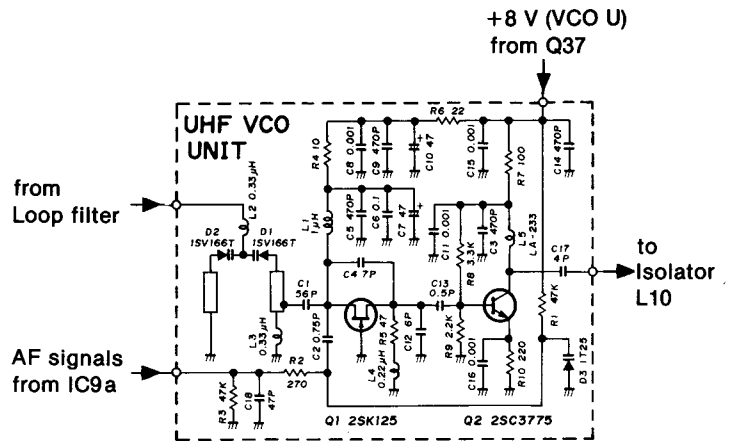 +8 V (VCO U)
from Q37
UHF VCO
UNIT
R6 22
R4 10
C8 0.001
C9 470P
C10 47
C15 0.001
R7 100
C14 470P
from
Loop filter
L2 0.33μH
D2
1SV166T
D1
1SV166T
L1
1μH
C5 470P
C6 0.1
C7 47
C11 0.001
R8 3.3K
C3 470P
L5
LA-233
C17
4P
to
Isolator
L10
C4 7P
C1
56P
C13
0.5P
C2 0.75P
R5 47
C12 6P
R9 2.2K
R1 47K
L3
0.33μH
L4
0.22μH
C16 0.001
R10 220
D3 1T25
AF signals
from IC9a
R2
270
R3 47K
C18
47P
Q1 2SK125
Q2 2SC3775
+
+